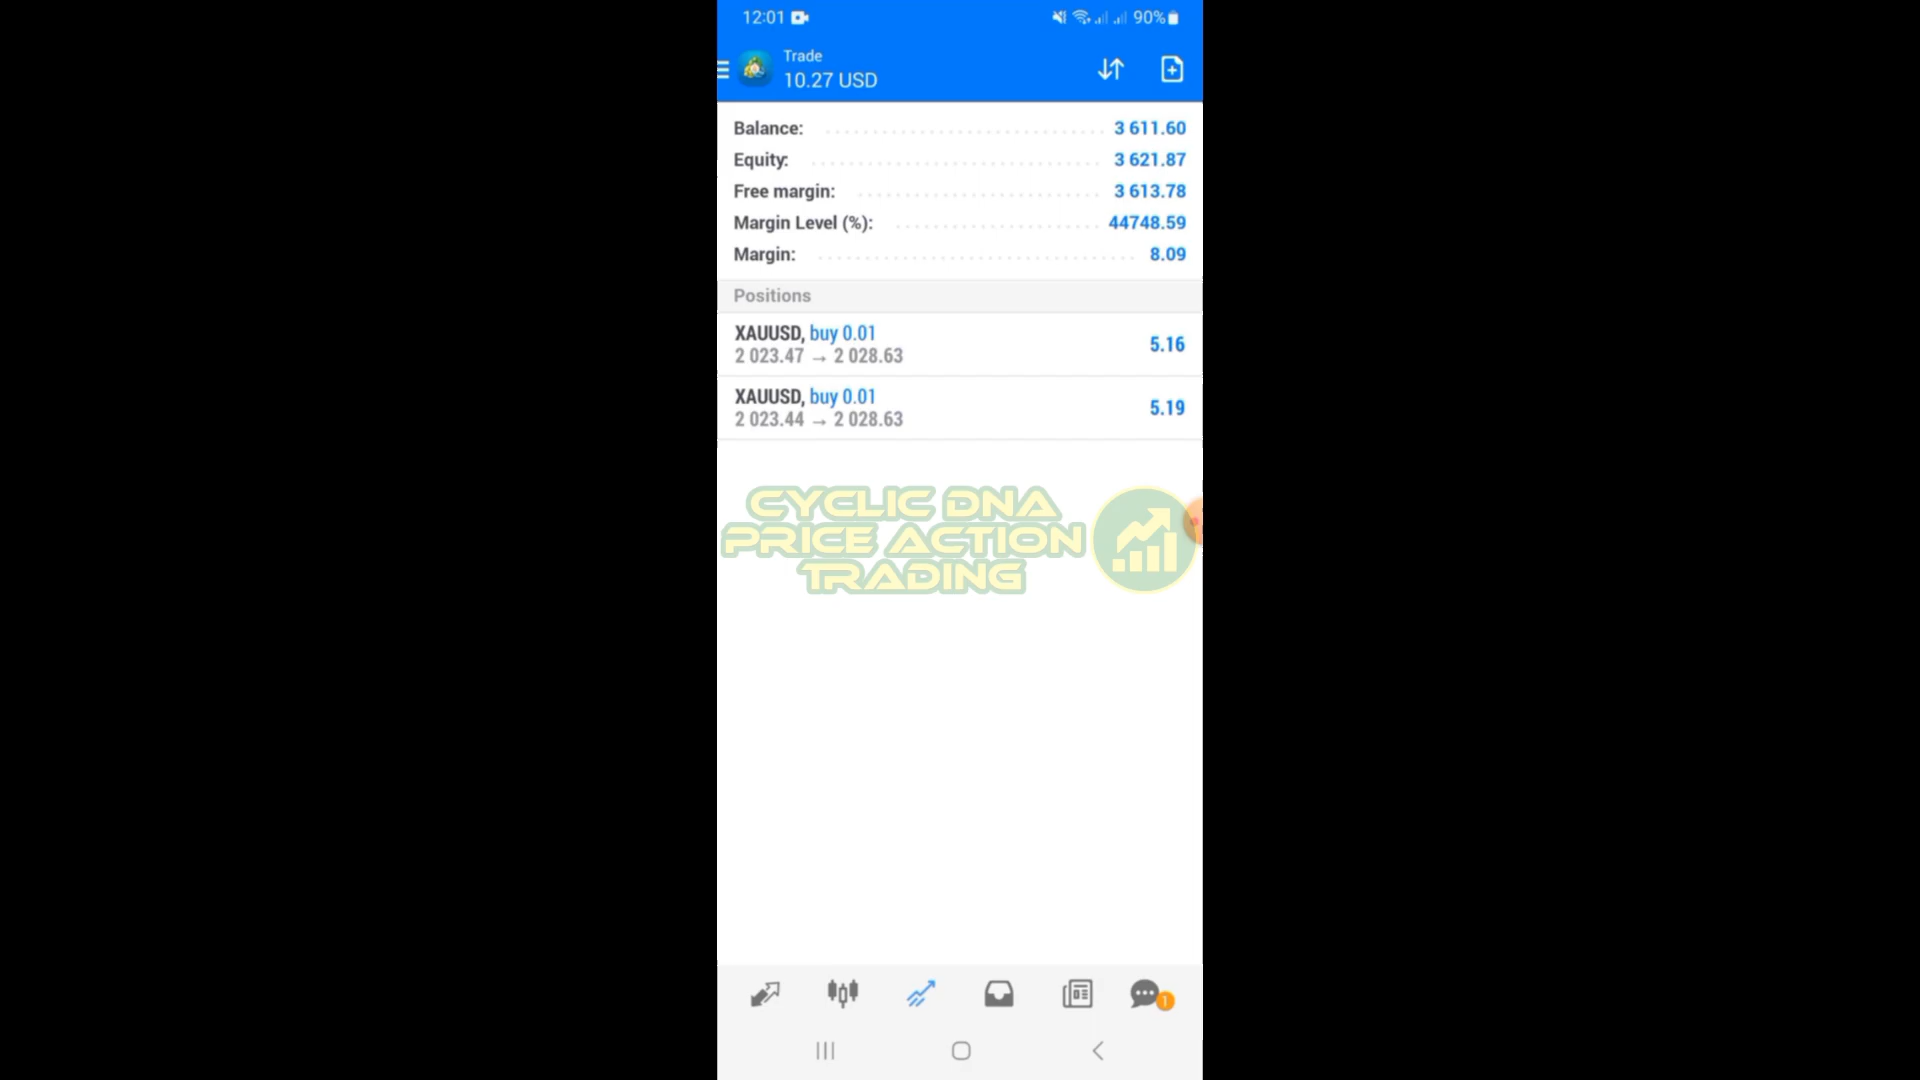 12:01 90%
Trade
10.27 USD
Balance: 3 611.60
Equity: 3 621.87
Free margin: 3 613.78
Margin Level (%): 44748.59
Margin: 8.09
Positions
XAUUSD, buy 0.01
2 023.47 → 2 028.63 5.16
XAUUSD, buy 0.01
2 023.44 → 2 028.63 5.19
CYCLIC DNA
PRICE ACTION
TRADING
1